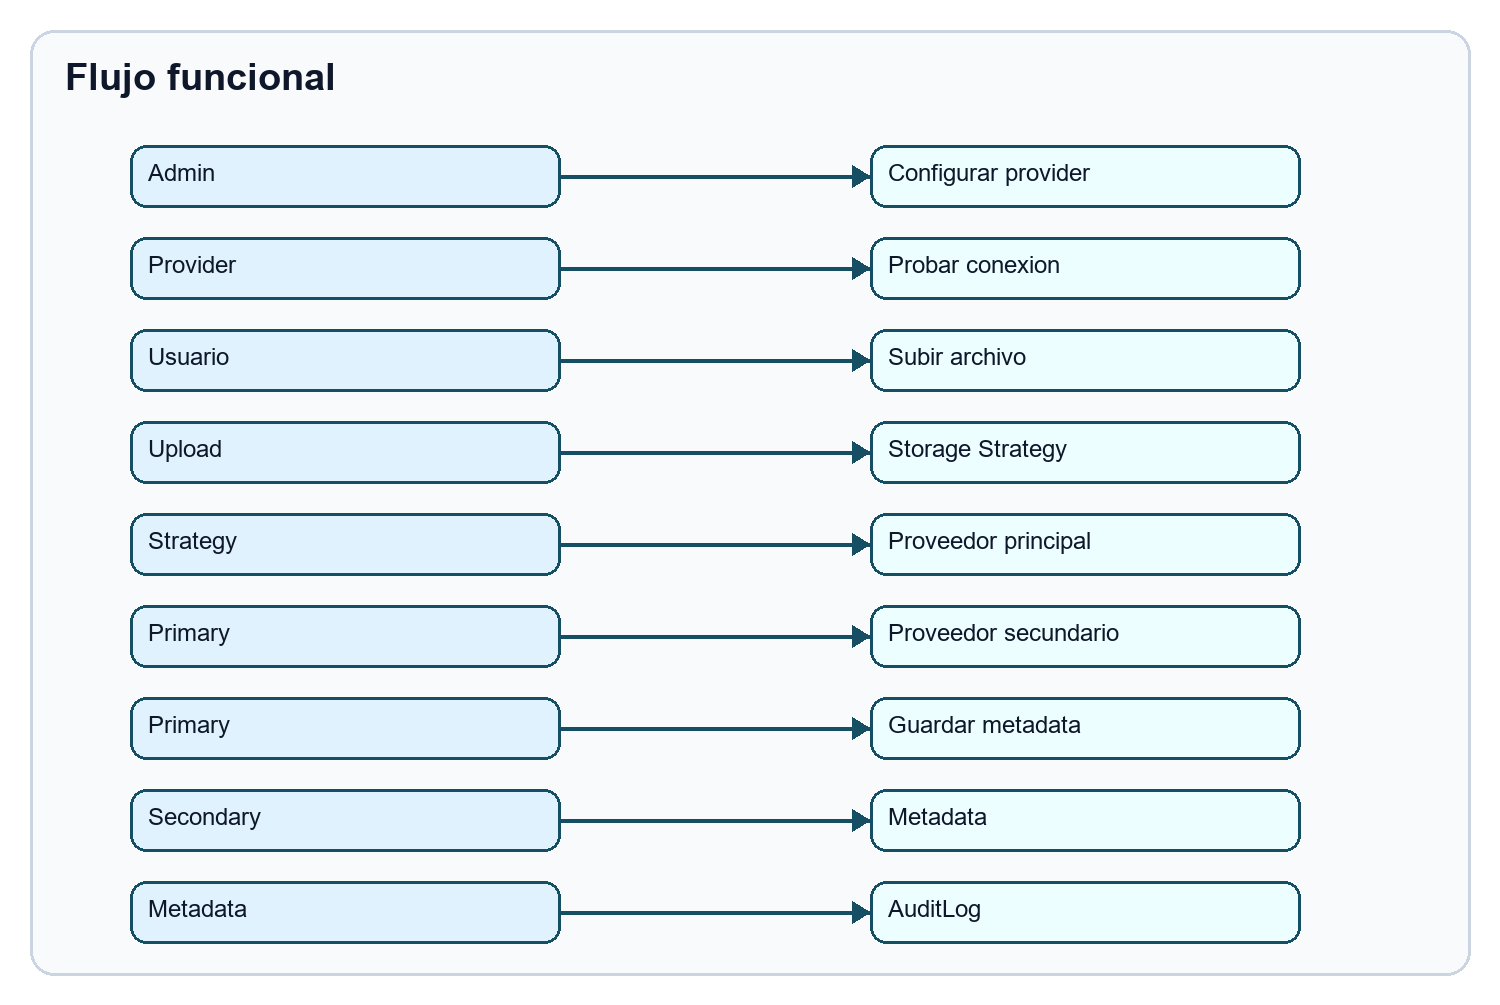 Flujo funcional
Admin
Configurar provider
Provider
Probar conexion
Usuario
Subir archivo
Upload
Storage Strategy
Strategy
Proveedor principal
Primary
Proveedor secundario
Primary
Guardar metadata
Secondary
Metadata
Metadata
AuditLog